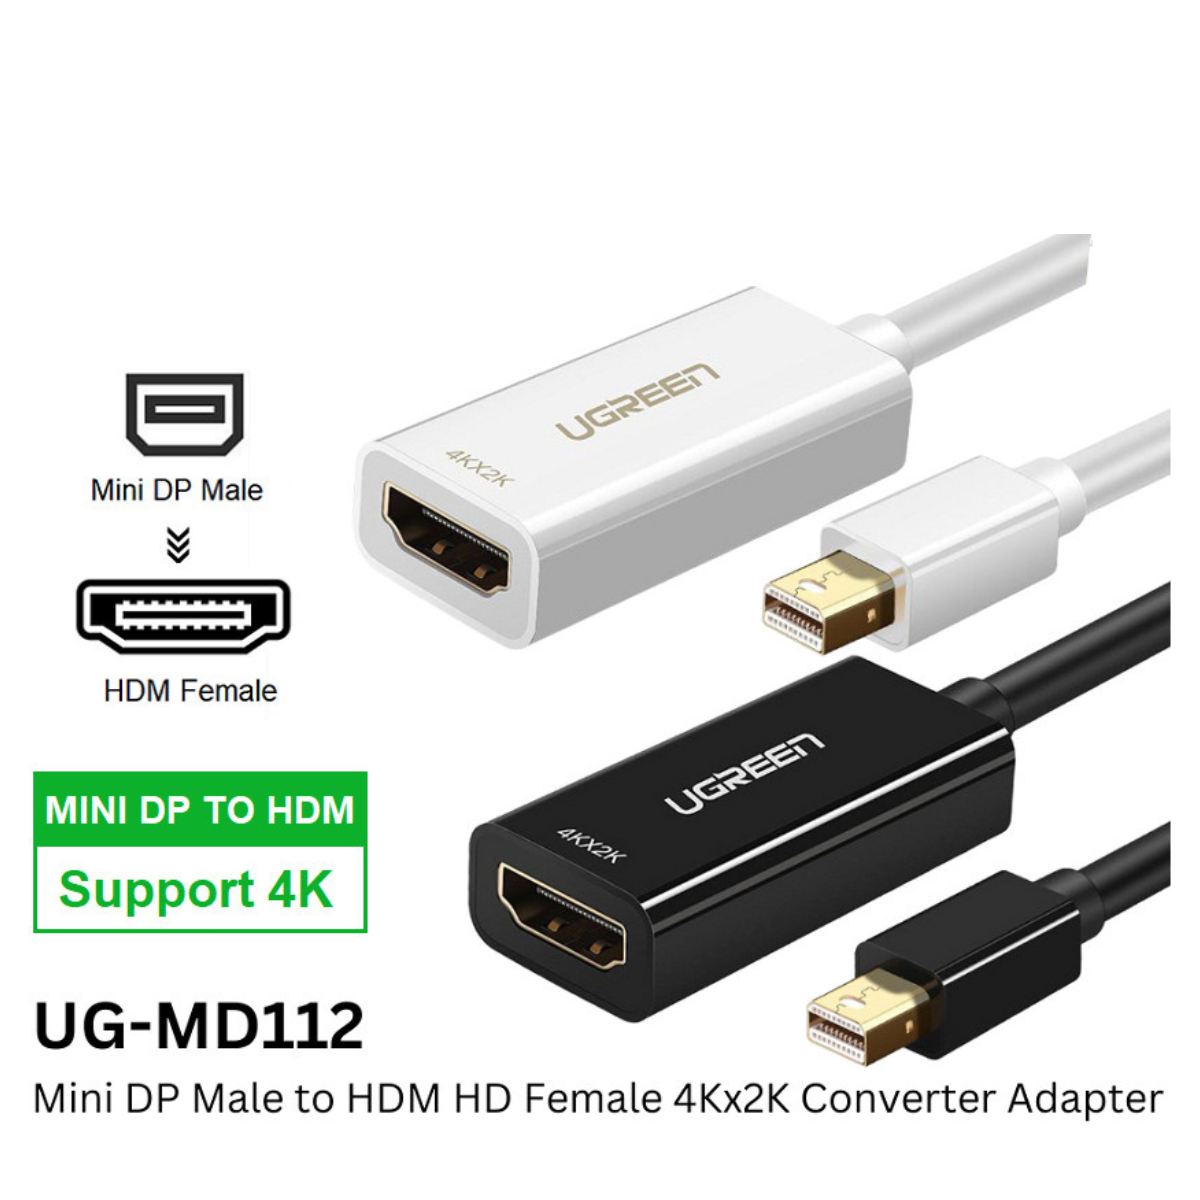 UGREEN
4KX2K
Mini DP Male
HDM Female
UGREEN
4KX2K
MINI DP TO HDM
Support 4K
UG-MD112
Mini DP Male to HDM HD Female 4Kx2K Converter Adapter